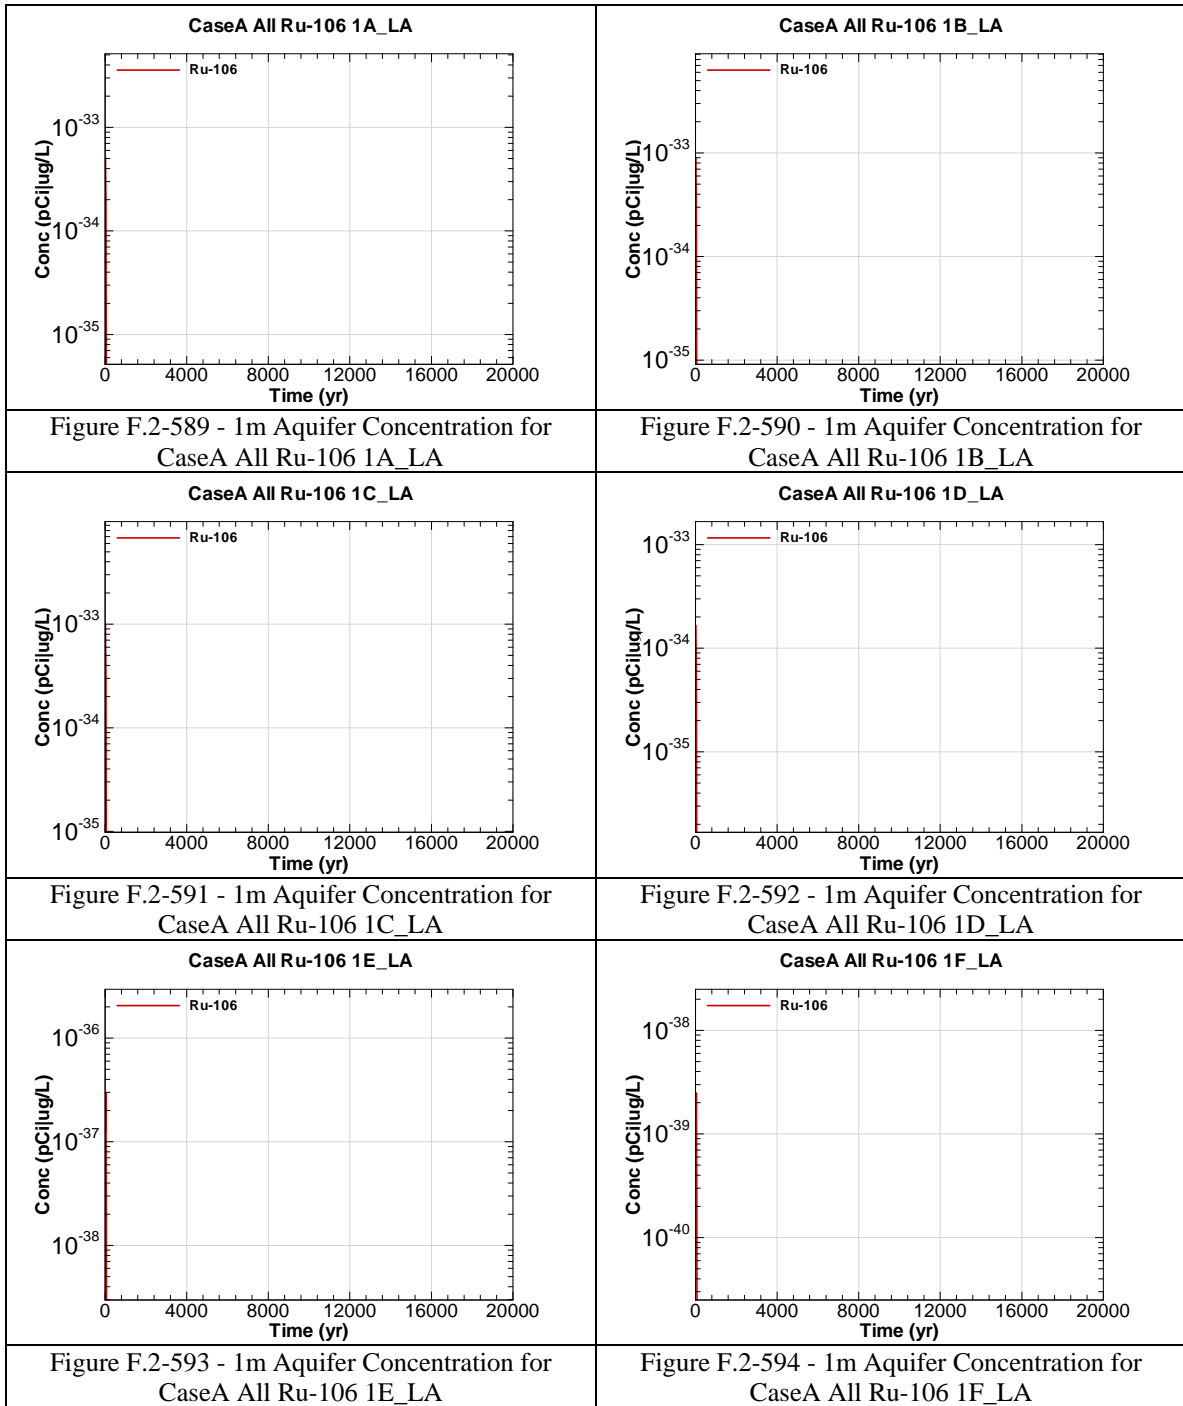 CaseA All Ru-106 1A_LA
Ru-106
10-33
10-34
10-35
Conc (pCi|ug/L)
0 4000 8000 12000 16000 20000
Time (yr)
Figure F.2-589 - 1m Aquifer Concentration for
CaseA All Ru-106 1A_LA
CaseA All Ru-106 1B_LA
Ru-106
10-33
10-34
10-35
Conc (pCi|ug/L)
0 4000 8000 12000 16000 20000
Time (yr)
Figure F.2-590 - 1m Aquifer Concentration for
CaseA All Ru-106 1B_LA
CaseA All Ru-106 1C_LA
Ru-106
10-33
10-34
10-35
Conc (pCi|ug/L)
0 4000 8000 12000 16000 20000
Time (yr)
Figure F.2-591 - 1m Aquifer Concentration for
CaseA All Ru-106 1C_LA
CaseA All Ru-106 1D_LA
Ru-106
10-33
10-34
10-35
Conc (pCi|ug/L)
0 4000 8000 12000 16000 20000
Time (yr)
Figure F.2-592 - 1m Aquifer Concentration for
CaseA All Ru-106 1D_LA
CaseA All Ru-106 1E_LA
Ru-106
10-36
10-37
10-38
Conc (pCi|ug/L)
0 4000 8000 12000 16000 20000
Time (yr)
Figure F.2-593 - 1m Aquifer Concentration for
CaseA All Ru-106 1E_LA
CaseA All Ru-106 1F_LA
Ru-106
10-38
10-39
10-40
Conc (pCi|ug/L)
0 4000 8000 12000 16000 20000
Time (yr)
Figure F.2-594 - 1m Aquifer Concentration for
CaseA All Ru-106 1F_LA